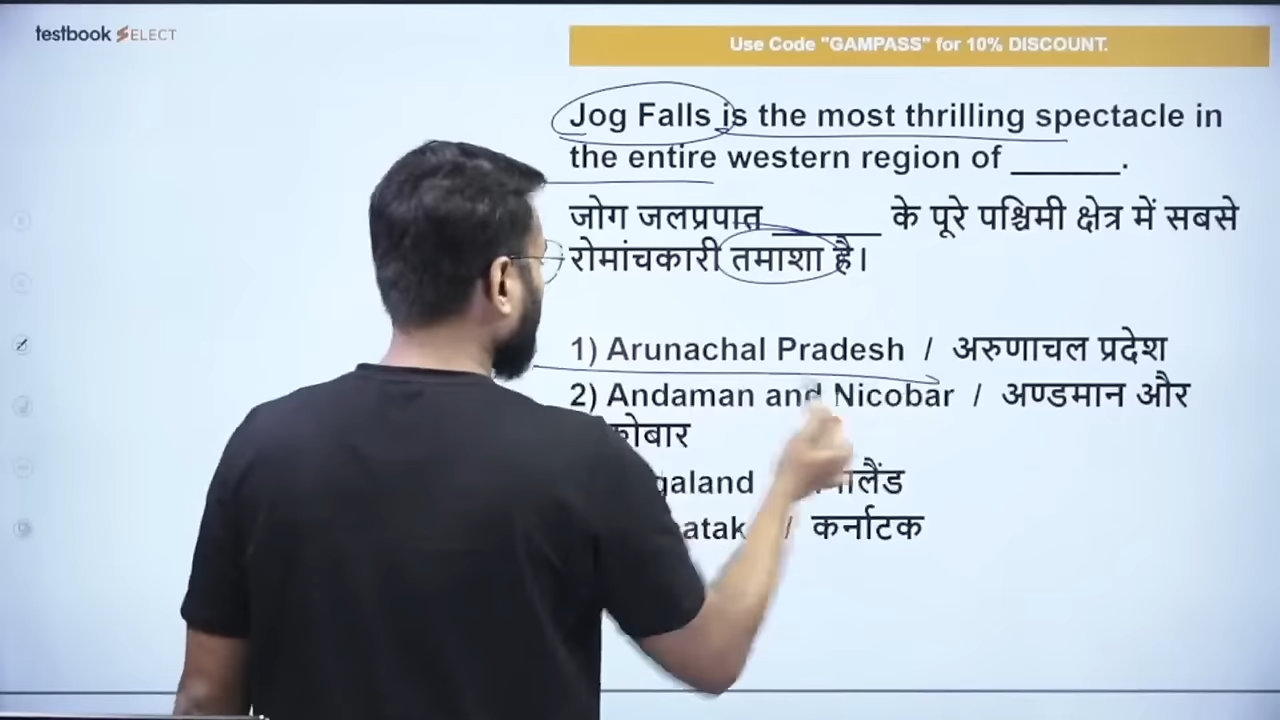 testbook SELECT
Use Code "GAMPASS" for 10% DISCOUNT.
Jog Falls is the most thrilling spectacle in
the entire western region of ______.
जोग जलप्रपात ______ के पूरे पश्चिमी क्षेत्र में सबसे
रोमांचकारी तमाशा है।
1) Arunachal Pradesh / अरुणाचल प्रदेश
2) Andaman and Nicobar / अण्डमान और
/ कर्नाटक